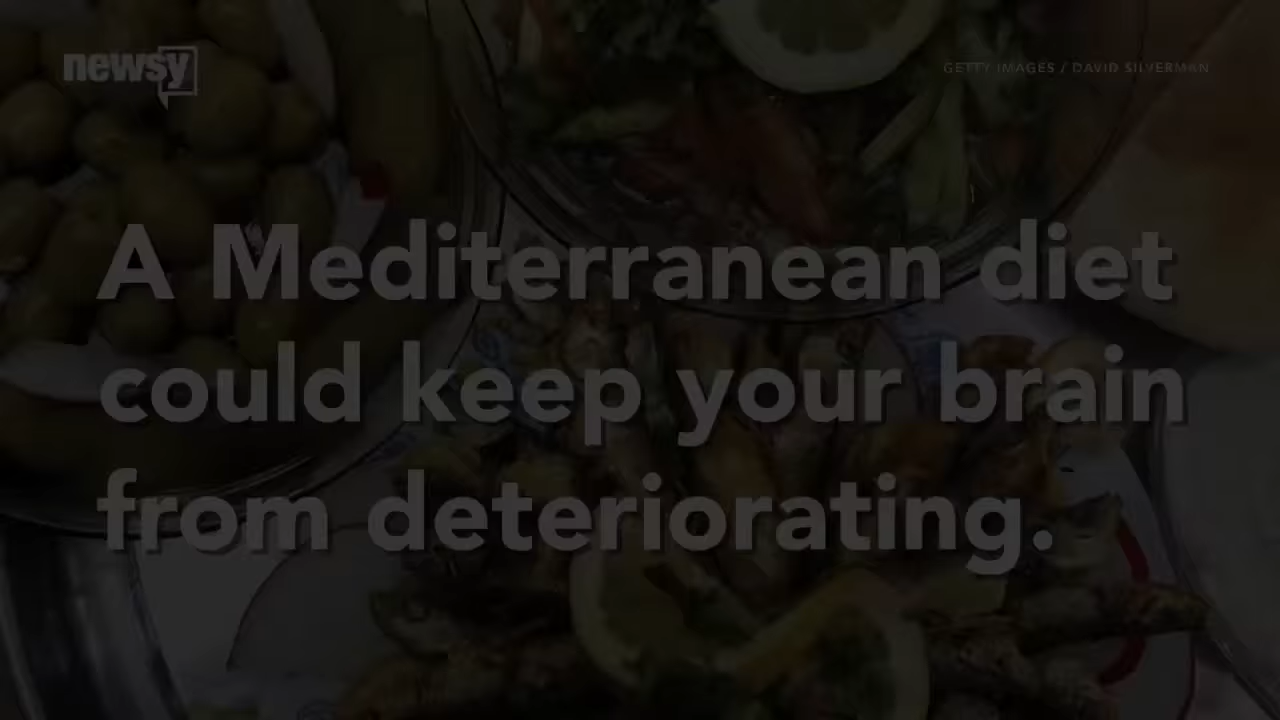 newsy
GETTY IMAGES / DAVID SILVERMAN
A Mediterranean diet
could keep your brain
from deteriorating.